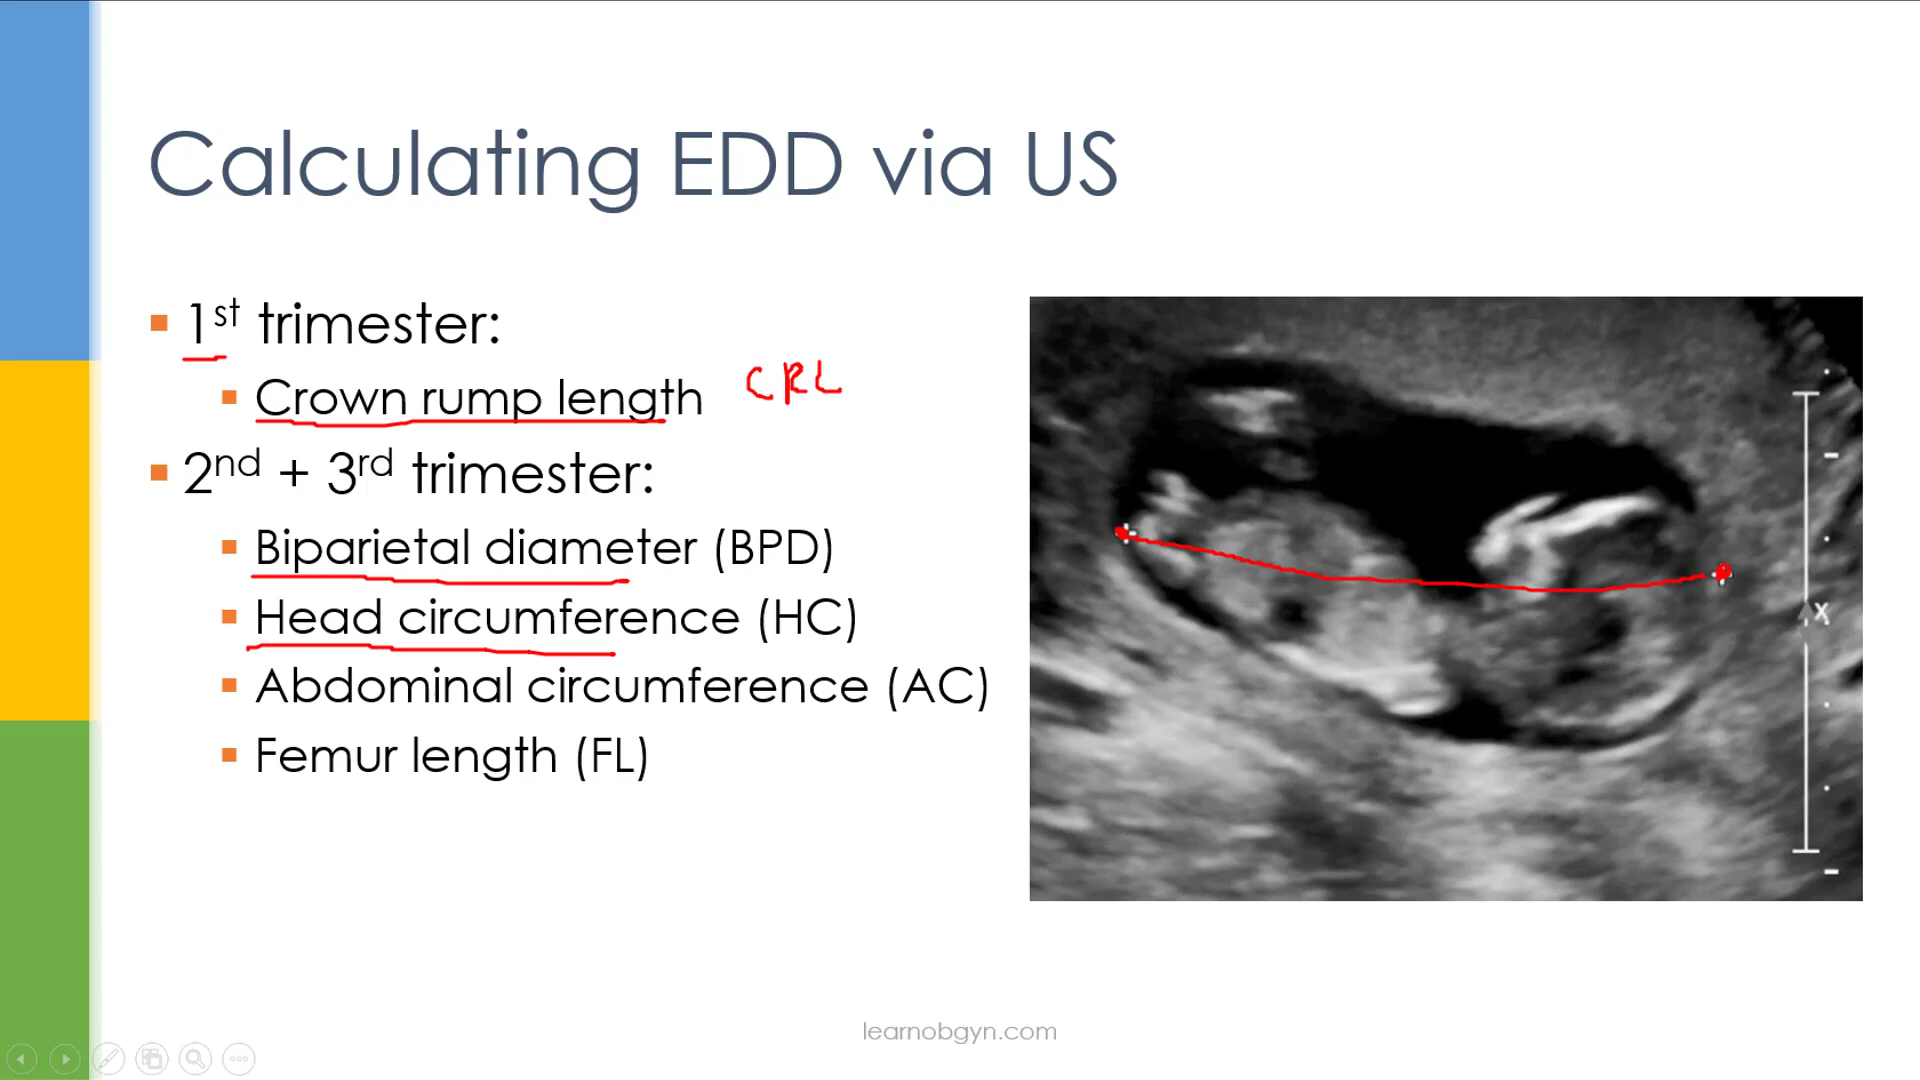 Calculating EDD via US
1st trimester:
Crown rump length CRL
2nd + 3rd trimester:
Biparietal diameter (BPD)
Head circumference (HC)
Abdominal circumference (AC)
Femur length (FL)
X
learnobgyn.com